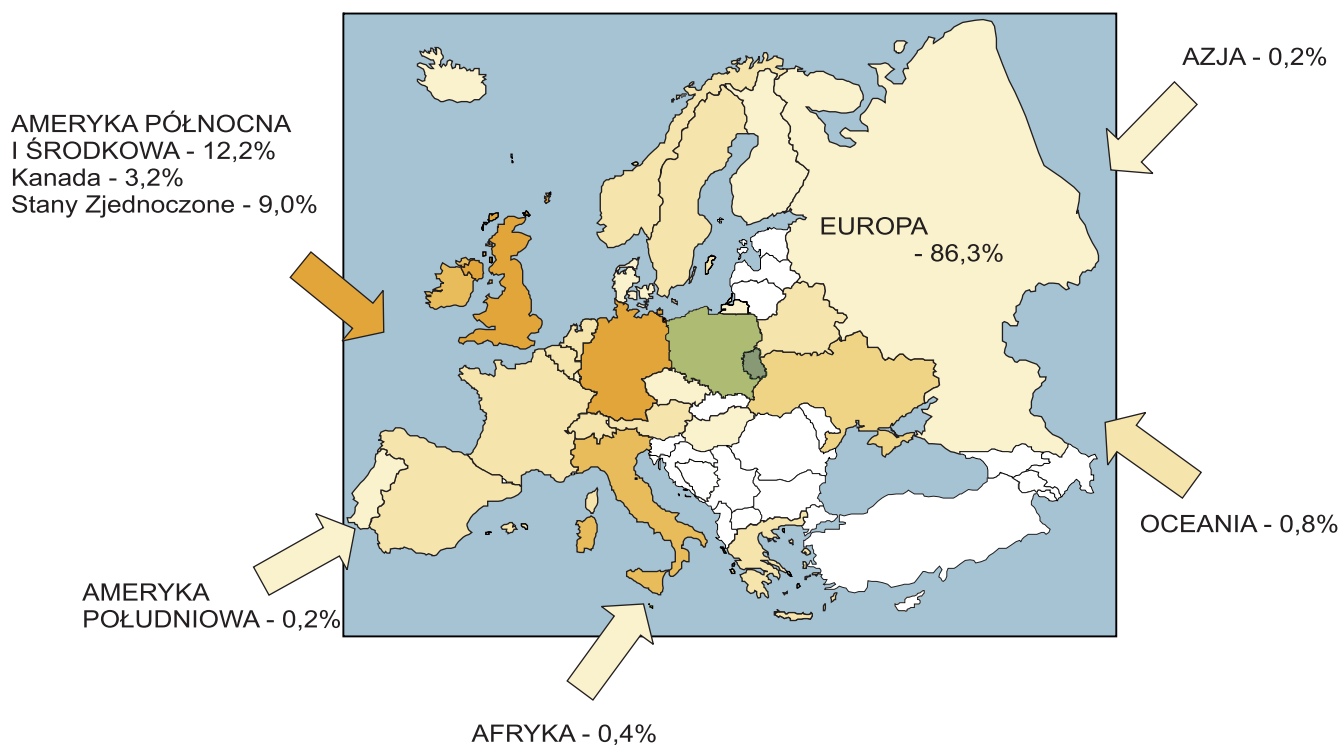 AZJA - 0,2%
AMERYKA PÓŁNOCNA
I ŚRODKOWA - 12,2%
Kanada - 3,2%
Stany Zjednoczone - 9,0%
EUROPA
- 86,3%
OCEANIA - 0,8%
AMERYKA
POŁUDNIOWA - 0,2%
AFRYKA - 0,4%